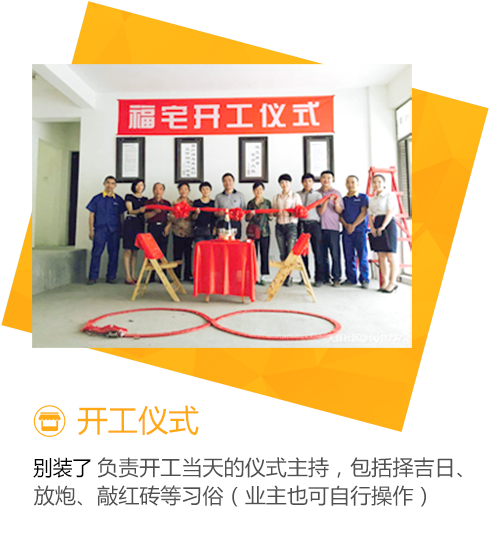 福宅开工仪式
开工仪式
别装了 负责开工当天的仪式主持，包括择吉日、
放炮、敲红砖等习俗（业主也可自行操作）